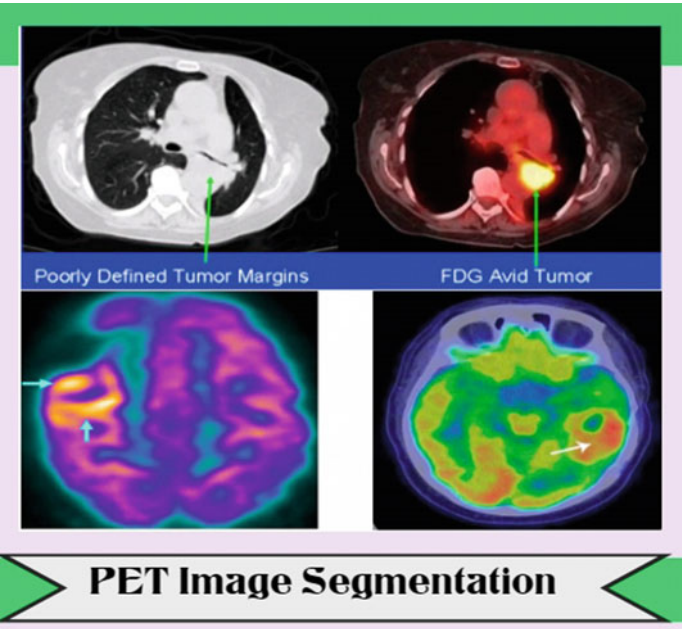 Poorly Defined Tumor Margins
FDG Avid Tumor
PET Image Segmentation